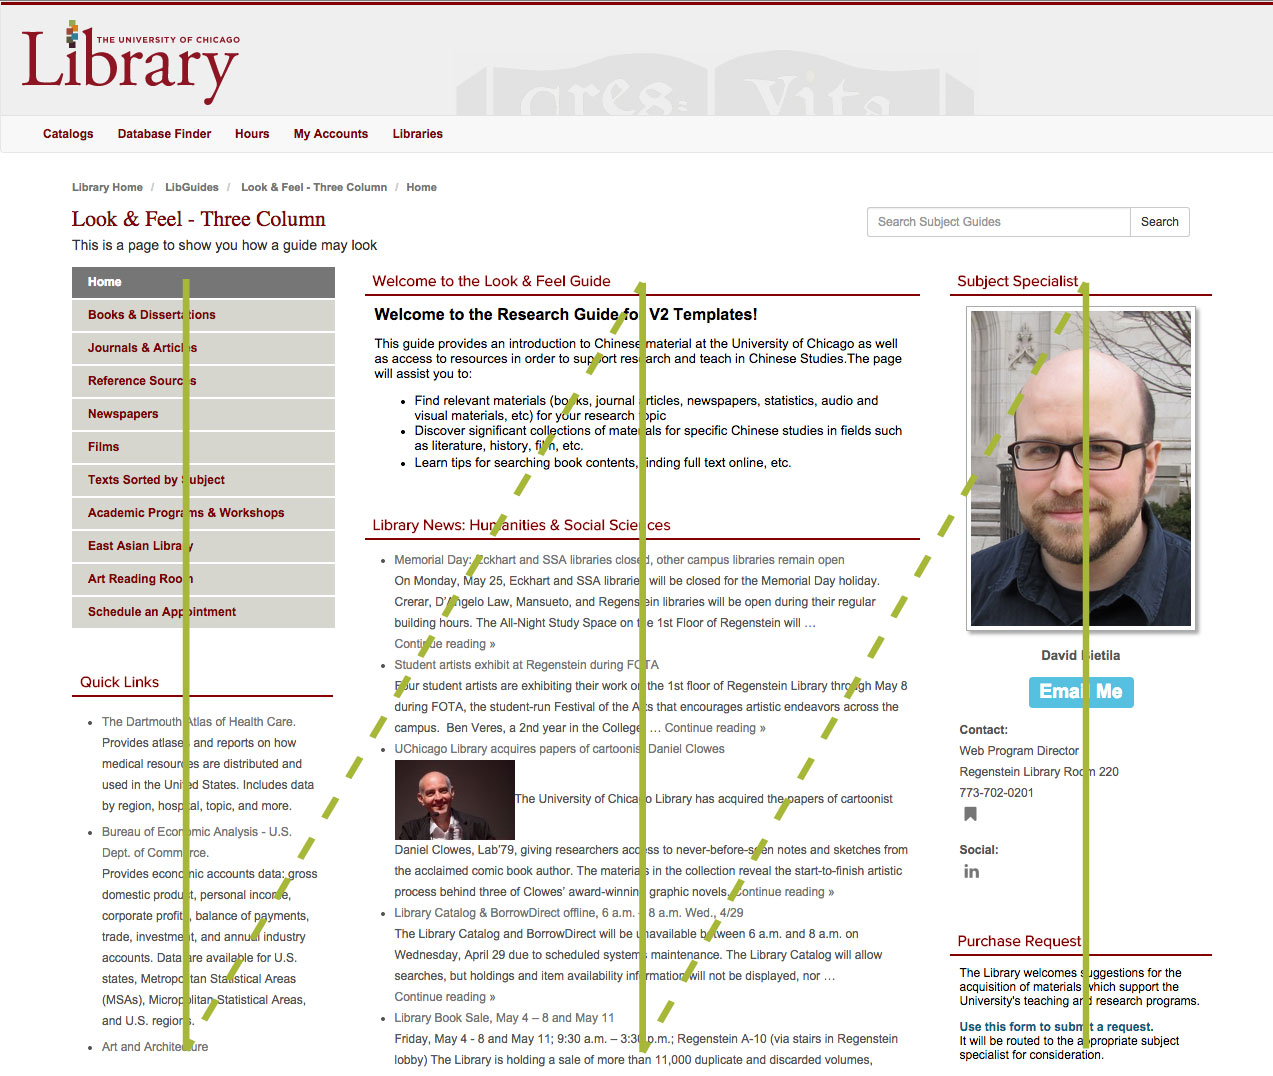 THE UNIVERSITY OF CHICAGO
Library
Cres: Vita
Catalogs Database Finder Hours My Accounts Libraries
Library Home / LibGuides / Look & Feel - Three Column / Home
Look & Feel - Three Column
This is a page to show you how a guide may look
Search Subject Guides Search
Home
Books & Dissertations
Journals & Articles
Reference Sources
Newspapers
Films
Texts Sorted by Subject
Academic Programs & Workshops
East Asian Library
Art Reading Room
Schedule an Appointment
Quick Links
• The Dartmouth Atlas of Health Care.
Provides atlases and reports on how
medical resources are distributed and
used in the United States. Includes data
by region, hospital, topic, and more.
• Bureau of Economic Analysis - U.S.
Dept. of Commerce.
Provides economic accounts data: gross
domestic product, personal income,
corporate profits, balance of payments,
trade, investment, and annual industry
accounts. Data are available for U.S.
states, Metropolitan Statistical Areas
(MSAs), Micropolitan Statistical Areas,
and U.S. regions.
• Art and Architecture
Welcome to the Look & Feel Guide
Welcome to the Research Guide for V2 Templates!
This guide provides an introduction to Chinese material at the University of Chicago as well
as access to resources in order to support research and teach in Chinese Studies.The page
will assist you to:
• Find relevant materials (books, journal articles, newspapers, statistics, audio and
visual materials, etc) for your research topic
• Discover significant collections of materials for specific Chinese studies in fields such
as literature, history, film, etc.
• Learn tips for searching book contents, finding full text online, etc.
Library News: Humanities & Social Sciences
• Memorial Day: Eckhart and SSA libraries closed, other campus libraries remain open
On Monday, May 25, Eckhart and SSA libraries will be closed for the Memorial Day holiday.
Crerar, D'Angelo Law, Mansueto, and Regenstein libraries will be open during their regular
building hours. The All-Night Study Space on the 1st Floor of Regenstein will …
Continue reading »
• Student artists exhibit at Regenstein during FOTA
Four student artists are exhibiting their work on the 1st floor of Regenstein Library through May 8
during FOTA, the student-run Festival of the Arts that encourages artistic endeavors across the
campus. Ben Veres, a 2nd year in the College, … Continue reading »
• UChicago Library acquires papers of cartoonist Daniel Clowes
The University of Chicago Library has acquired the papers of cartoonist
Daniel Clowes, Lab'79, giving researchers access to never-before-seen notes and sketches from
the acclaimed comic book author. The materials in the collection reveal the start-to-finish artistic
process behind three of Clowes' award-winning graphic novels, Continue reading »
• Library Catalog & BorrowDirect offline, 6 a.m. – 8 a.m. Wed., 4/29
The Library Catalog and BorrowDirect will be unavailable between 6 a.m. and 8 a.m. on
Wednesday, April 29 due to scheduled system maintenance. The Library Catalog will allow
searches, but holdings and item availability information will not be displayed, nor …
Continue reading »
• Library Book Sale, May 4 – 8 and May 11
Friday, May 4 - 8 and May 11; 9:30 a.m. – 3:30 p.m.; Regenstein A-10 (via stairs in Regenstein
lobby) The Library is holding a sale of more than 11,000 duplicate and discarded volumes,
Subject Specialist
David Bietila
Email Me
Contact:
Web Program Director
Regenstein Library Room 220
773-702-0201
Social:
in
Purchase Request
The Library welcomes suggestions for the
acquisition of materials which support the
University's teaching and research programs.
Use this form to submit a request.
It will be routed to the appropriate subject
specialist for consideration.